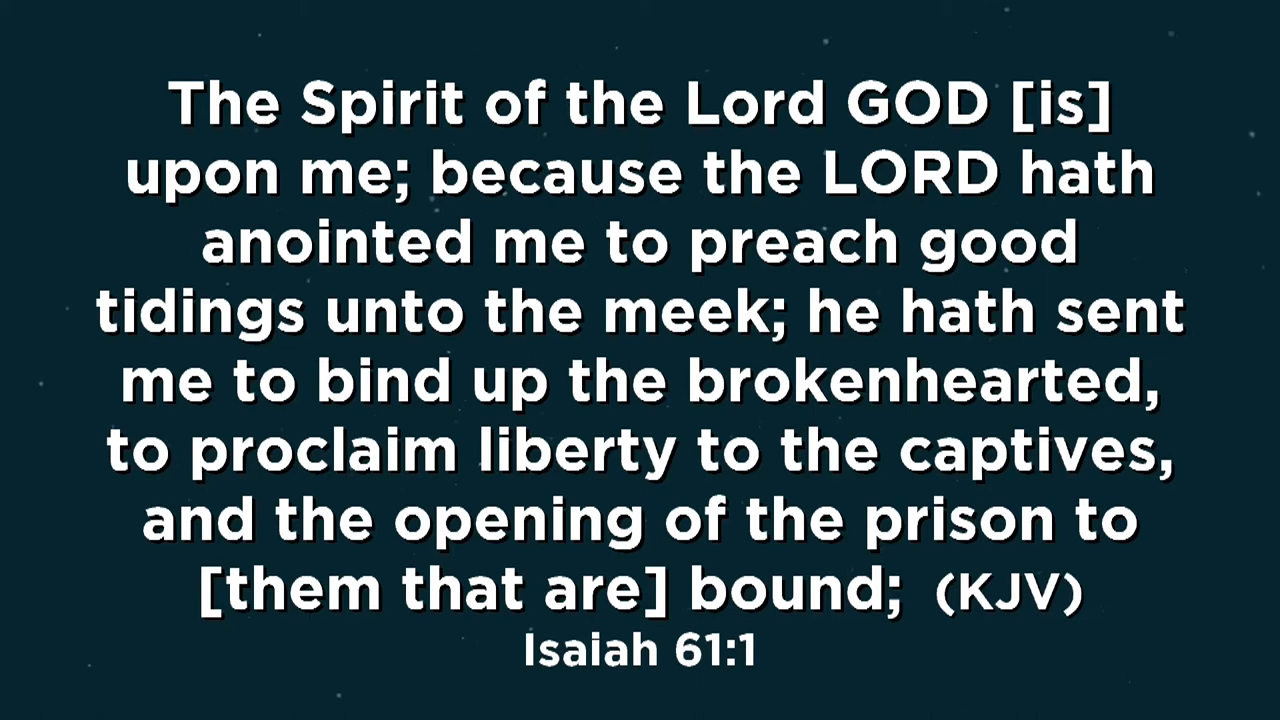 The Spirit of the Lord GOD [is]
upon me; because the LORD hath
anointed me to preach good
tidings unto the meek; he hath sent
me to bind up the brokenhearted,
to proclaim liberty to the captives,
and the opening of the prison to
[them that are] bound; (KJV)
Isaiah 61:1